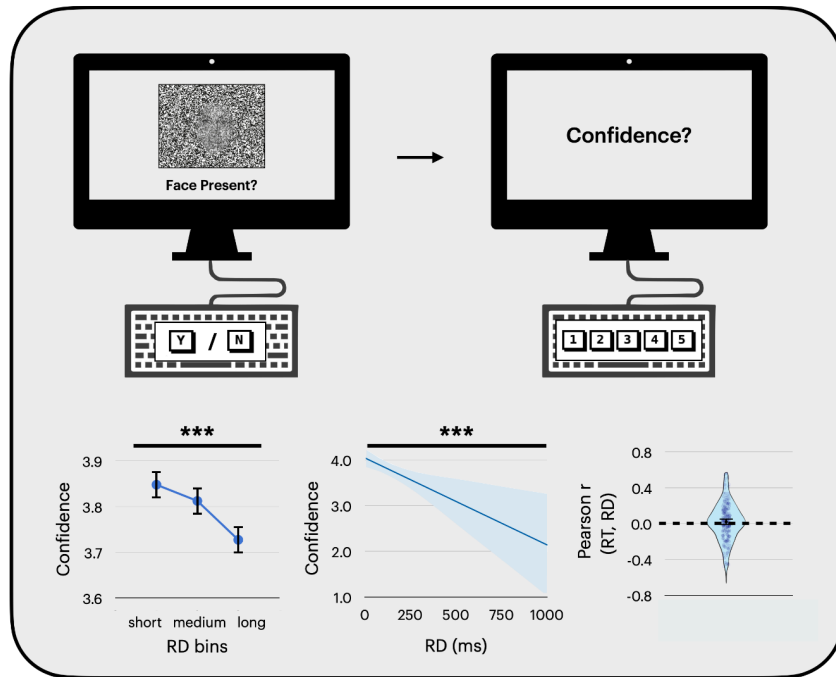 Face Present?
Confidence?
Y / N
1 2 3 4 5
***
Confidence
3.9
3.8
3.7
3.6
short medium long
RD bins
***
Confidence
4.0
3.0
2.0
1.0
0 250 500 750 1000
RD (ms)
Pearson r
(RT, RD)
0.8
0.4
0.0
-0.4
-0.8